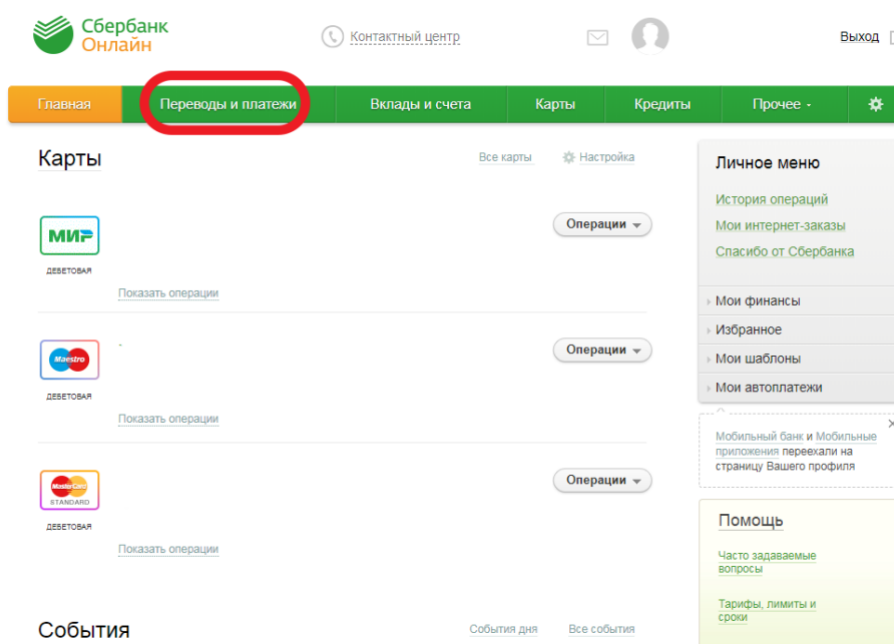 Сбербанк
Онлайн
Контактный центр
Выход
Главная
Переводы и платежи
Вклады и счета
Карты
Кредиты
Прочее
Карты
Все карты
Настройка
МИР
ДЕБЕТОВАЯ
Операции
Показать операции
Maestro
ДЕБЕТОВАЯ
Операции
Показать операции
MasterCard
STANDARD
ДЕБЕТОВАЯ
Операции
Показать операции
События
События дня
Все события
Личное меню
История операций
Мои интернет-заказы
Спасибо от Сбербанка
Мои финансы
Избранное
Мои шаблоны
Мои автоплатежи
Мобильный банк и Мобильные
приложения переехали на
страницу Вашего профиля
Помощь
Часто задаваемые
вопросы
Тарифы, лимиты и
сроки